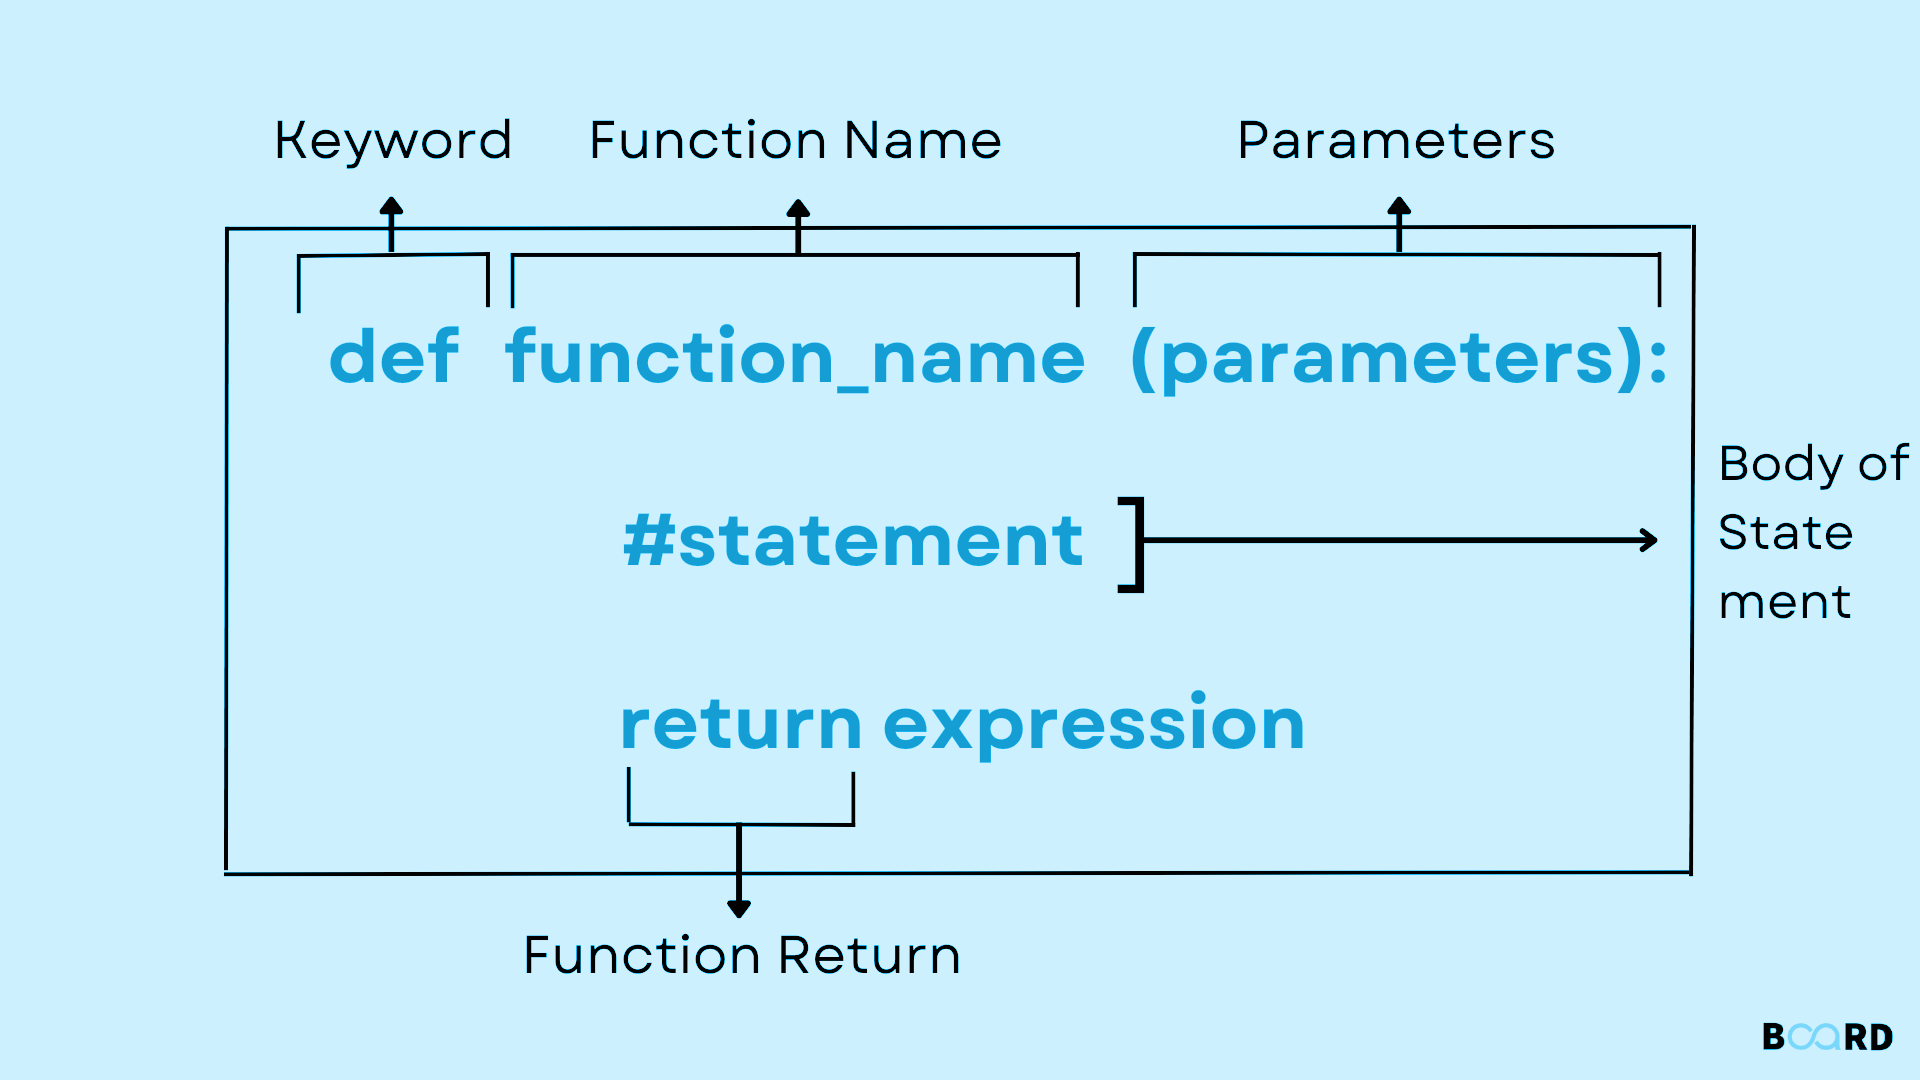 Keyword Function Name Parameters
def function_name (parameters):
Body of
State
ment
#statement
return expression
Function Return
BOARD